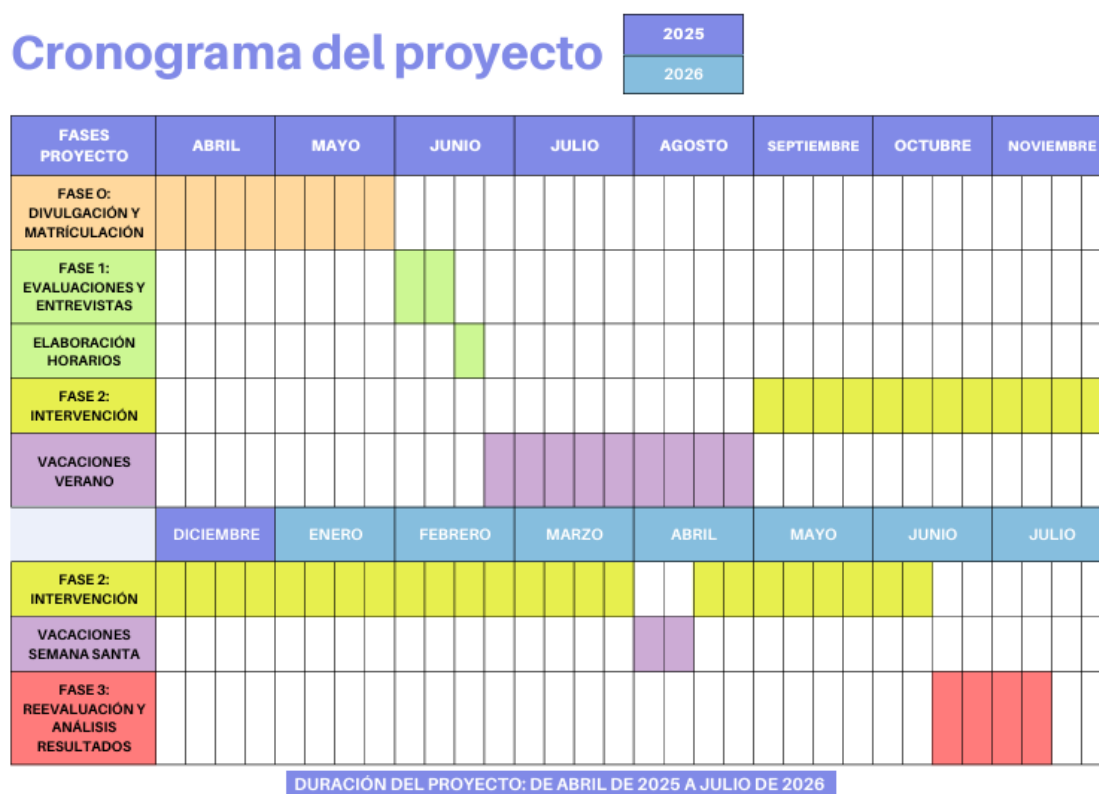 Cronograma del proyecto
2025
2026
FASES
PROYECTO
ABRIL
MAYO
JUNIO
JULIO
AGOSTO
SEPTIEMBRE
OCTUBRE
NOVIEMBRE
FASE O:
DIVULGACIÓN Y
MATRÍCULACIÓN
FASE 1:
EVALUACIONES Y
ENTREVISTAS
ELABORACIÓN
HORARIOS
FASE 2:
INTERVENCIÓN
VACACIONES
VERANO
DICIEMBRE
ENERO
FEBRERO
MARZO
ABRIL
MAYO
JUNIO
JULIO
FASE 2:
INTERVENCIÓN
VACACIONES
SEMANA SANTA
FASE 3:
REEVALUACIÓN Y
ANÁLISIS
RESULTADOS
DURACIÓN DEL PROYECTO: DE ABRIL DE 2025 A JULIO DE 2026